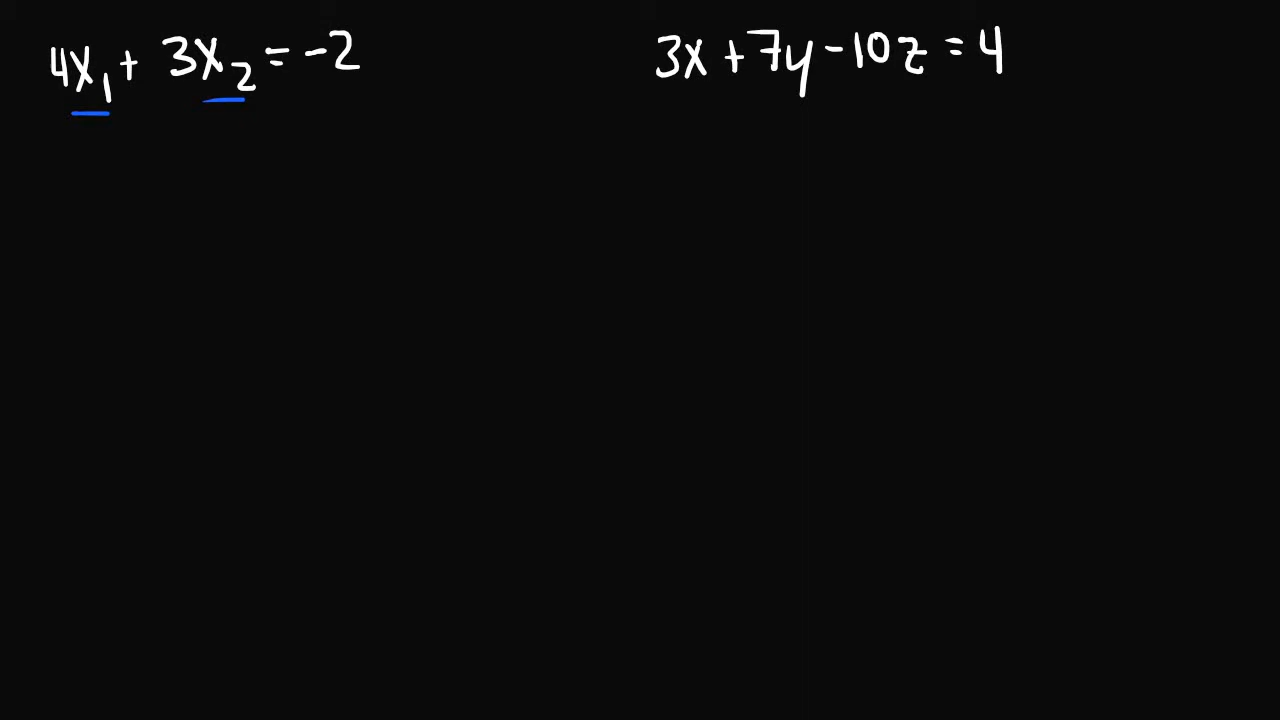 4x₁ + 3x₂ = -2
3x + 7y - 10z = 4